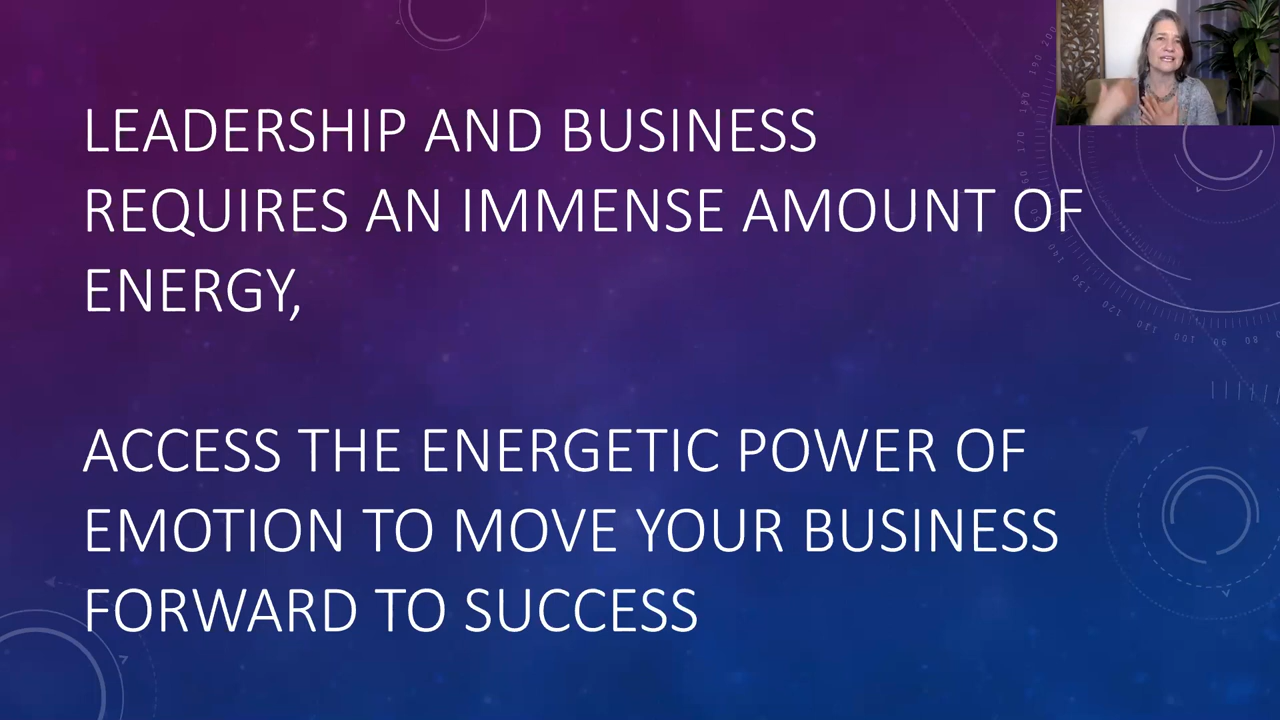 LEADERSHIP AND BUSINESS
REQUIRES AN IMMENSE AMOUNT OF
ENERGY,
ACCESS THE ENERGETIC POWER OF
EMOTION TO MOVE YOUR BUSINESS
FORWARD TO SUCCESS